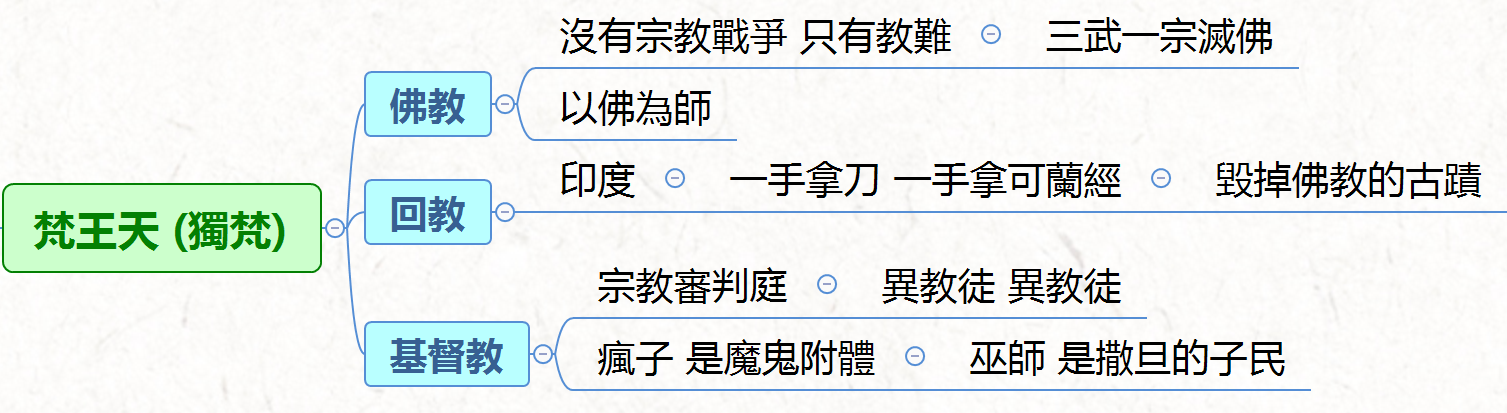 沒有宗教戰爭 只有教難 三武一宗滅佛
佛教
以佛為師
印度 一手拿刀 一手拿可蘭經 毀掉佛教的古蹟
回教
梵王天 (獨梵)
宗教審判庭 異教徒 異教徒
基督教
瘋子 是魔鬼附體 巫師 是撒旦的子民